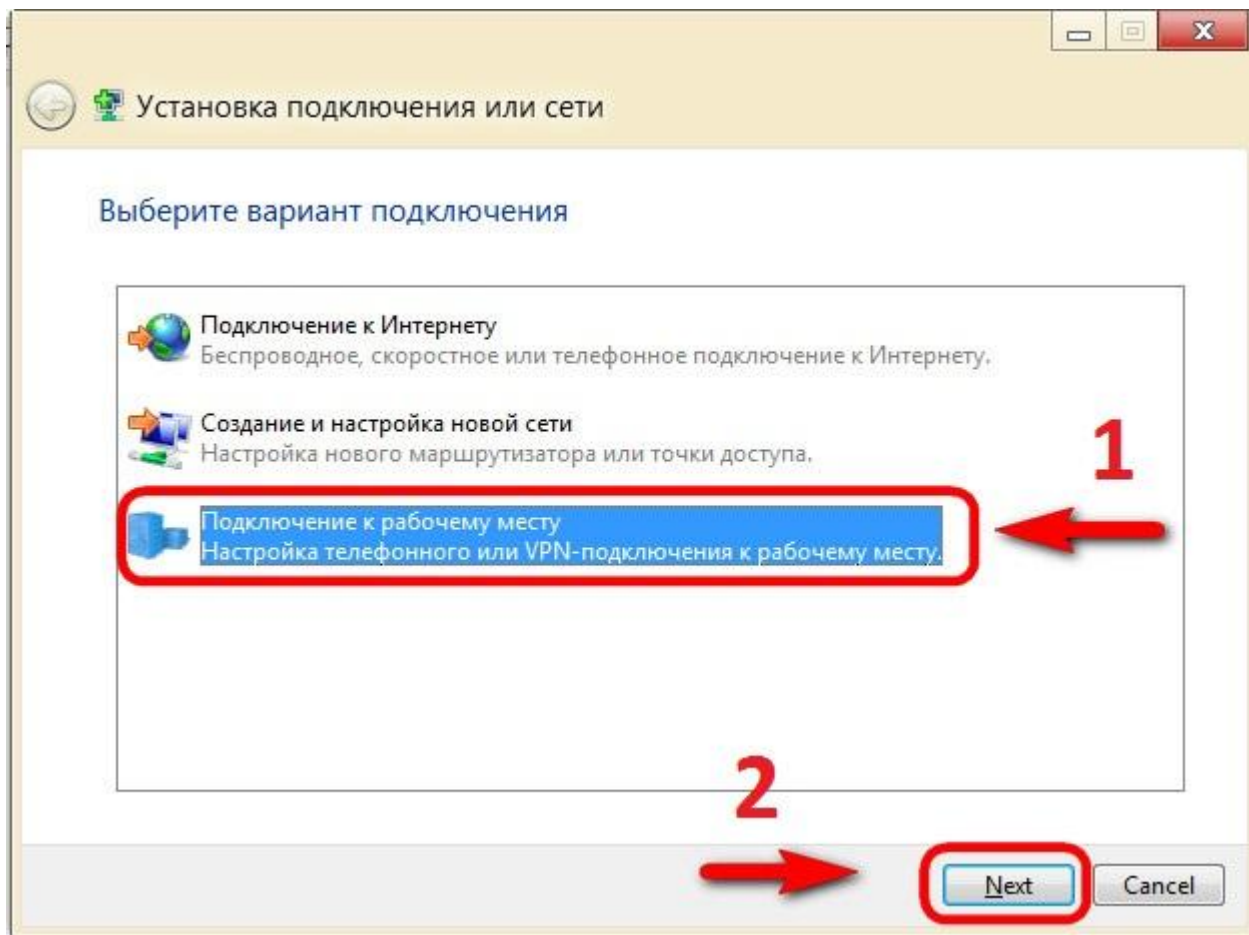 x
Установка подключения или сети
Выберите вариант подключения
Подключение к Интернету
Беспроводное, скоростное или телефонное подключение к Интернету.
Создание и настройка новой сети
Настройка нового маршрутизатора или точки доступа.
1
Подключение к рабочему месту
Настройка телефонного или VPN-подключения к рабочему месту.
2
Next
Cancel